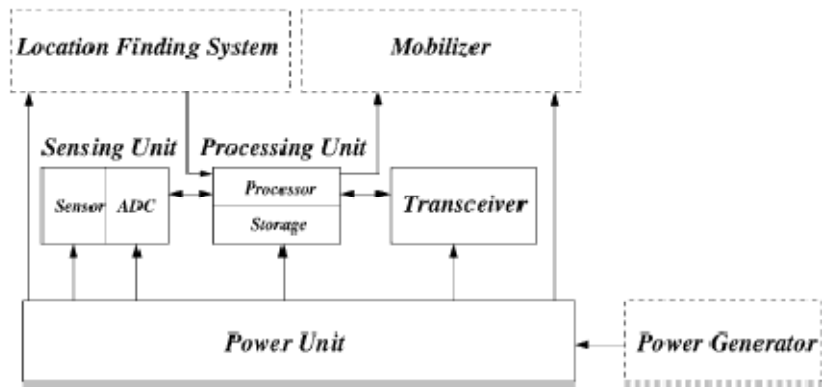 Location Finding System
Mobilizer
Sensing Unit
Processing Unit
Sensor
ADC
Processor
Storage
Transceiver
Power Unit
Power Generator